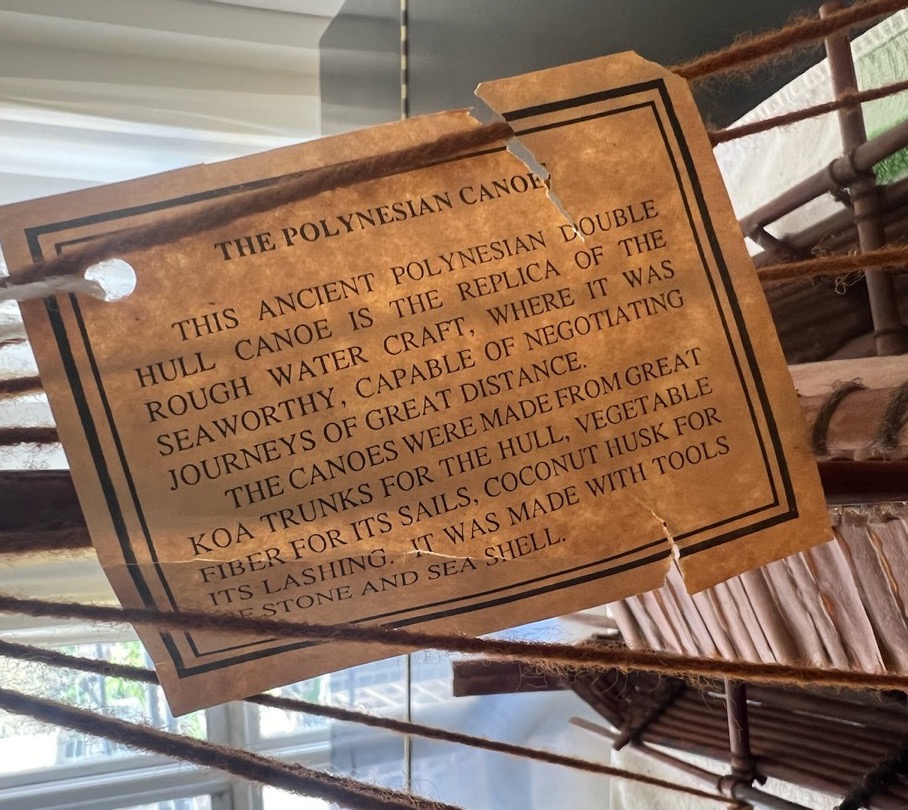 THE POLYNESIAN CANOE
THIS ANCIENT POLYNESIAN DOUBLE
HULL CANOE IS THE REPLICA OF THE
ROUGH WATER CRAFT, WHERE IT WAS
SEAWORTHY, CAPABLE OF NEGOTIATING
JOURNEYS OF GREAT DISTANCE.
THE CANOES WERE MADE FROM GREAT
KOA TRUNKS FOR THE HULL, VEGETABLE
FIBER FOR ITS SAILS, COCONUT HUSK FOR
ITS LASHING. IT WAS MADE WITH TOOLS
STONE AND SEA SHELL.